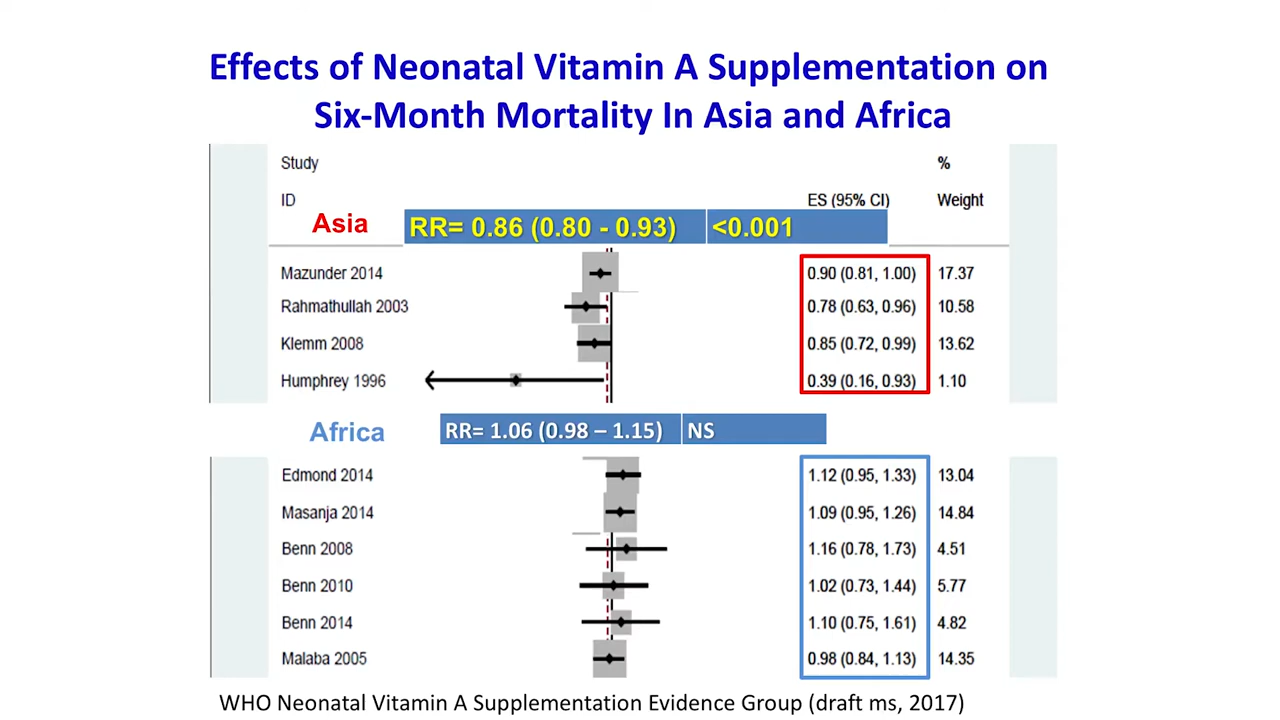 Effects of Neonatal Vitamin A Supplementation on
Six-Month Mortality In Asia and Africa
Study %
ID ES (95% CI) Weight
Asia RR= 0.86 (0.80 - 0.93) <0.001
Mazunder 2014 0.90 (0.81, 1.00) 17.37
Rahmathullah 2003 0.78 (0.63, 0.96) 10.58
Klemm 2008 0.85 (0.72, 0.99) 13.62
Humphrey 1996 0.39 (0.16, 0.93) 1.10
Africa RR= 1.06 (0.98 – 1.15) NS
Edmond 2014 1.12 (0.95, 1.33) 13.04
Masanja 2014 1.09 (0.95, 1.26) 14.84
Benn 2008 1.16 (0.78, 1.73) 4.51
Benn 2010 1.02 (0.73, 1.44) 5.77
Benn 2014 1.10 (0.75, 1.61) 4.82
Malaba 2005 0.98 (0.84, 1.13) 14.35
WHO Neonatal Vitamin A Supplementation Evidence Group (draft ms, 2017)